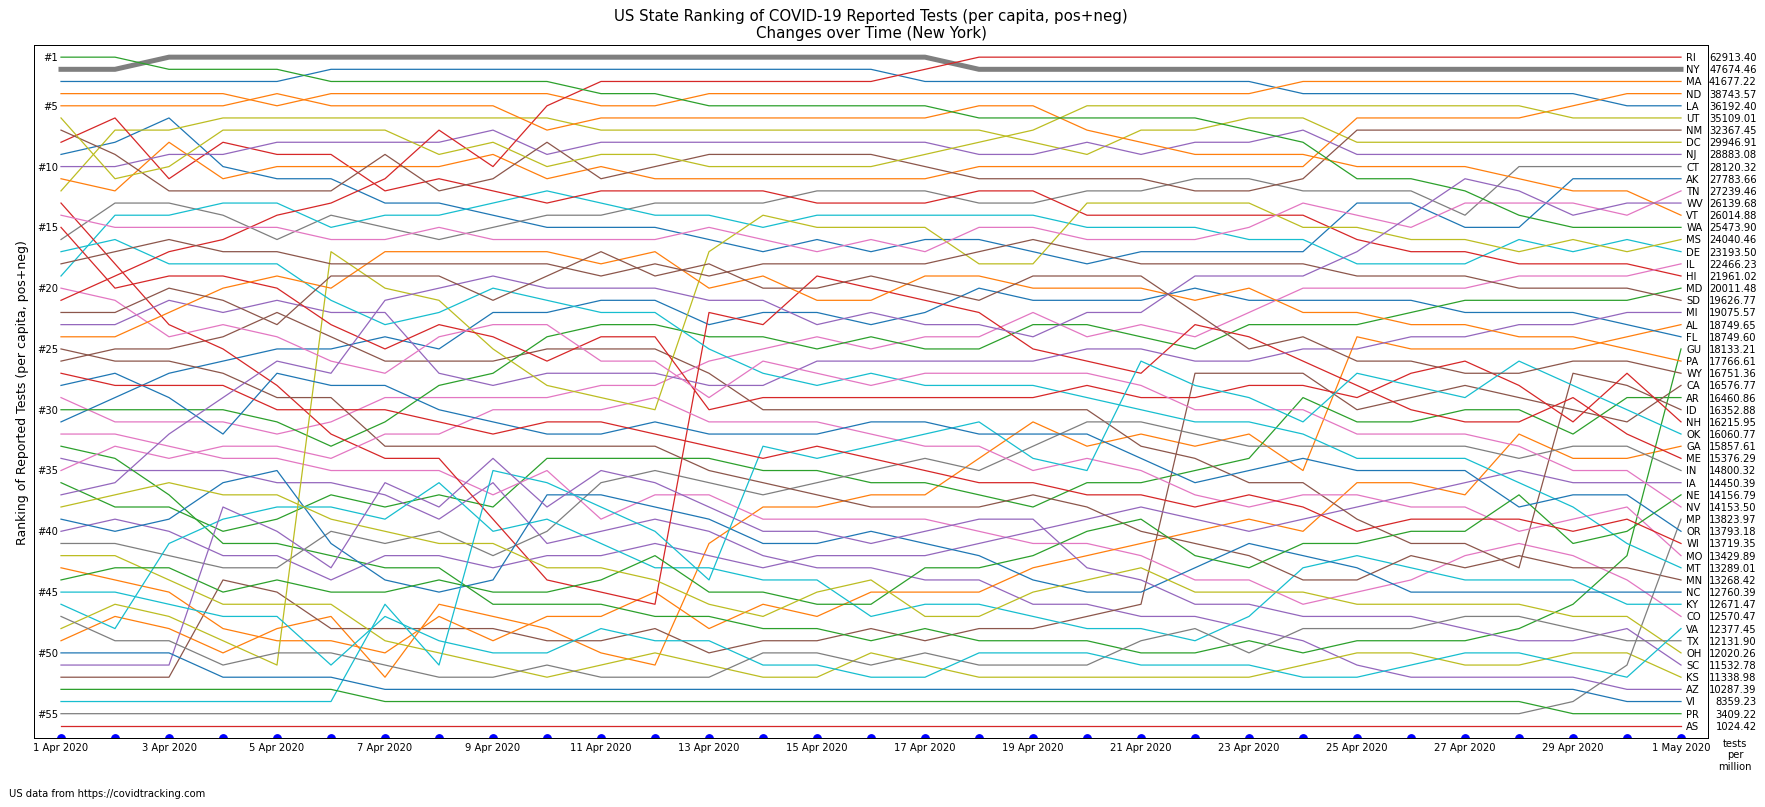 US State Ranking of COVID-19 Reported Tests (per capita, pos+neg)
Changes over Time (New York)
Ranking of Reported Tests (per capita, pos+neg)
#1
#5
#10
#15
#20
#25
#30
#35
#40
#45
#50
#55
RI 62913.40
NY 47674.46
MA 41677.22
ND 38743.57
LA 36192.40
UT 35109.01
NM 32367.45
DC 29946.91
NJ 28883.08
CT 28120.32
AK 27783.66
TN 27239.46
WV 26139.68
VT 26014.88
WA 25473.90
MS 24040.46
DE 23193.50
IL 22466.23
HI 21961.02
MD 20011.48
SD 19626.77
MI 19075.57
AL 18749.65
FL 18749.60
GU 18133.21
PA 17766.61
WY 16751.36
CA 16576.77
AR 16460.86
ID 16352.88
NH 16215.95
OK 16060.77
GA 15857.61
ME 15376.29
IN 14800.32
IA 14450.39
NE 14156.79
NV 14153.50
MP 13823.97
OR 13793.18
WI 13719.35
MO 13429.89
MT 13289.01
MN 13268.42
NC 12760.39
KY 12671.47
CO 12570.47
VA 12377.45
TX 12131.90
OH 12020.26
SC 11532.78
KS 11338.98
AZ 10287.39
VI 8359.23
PR 3409.22
AS 1024.42
1 Apr 2020 3 Apr 2020 5 Apr 2020 7 Apr 2020 9 Apr 2020 11 Apr 2020 13 Apr 2020 15 Apr 2020 17 Apr 2020 19 Apr 2020 21 Apr 2020 23 Apr 2020 25 Apr 2020 27 Apr 2020 29 Apr 2020 1 May 2020
tests
per
million
US data from https://covidtracking.com